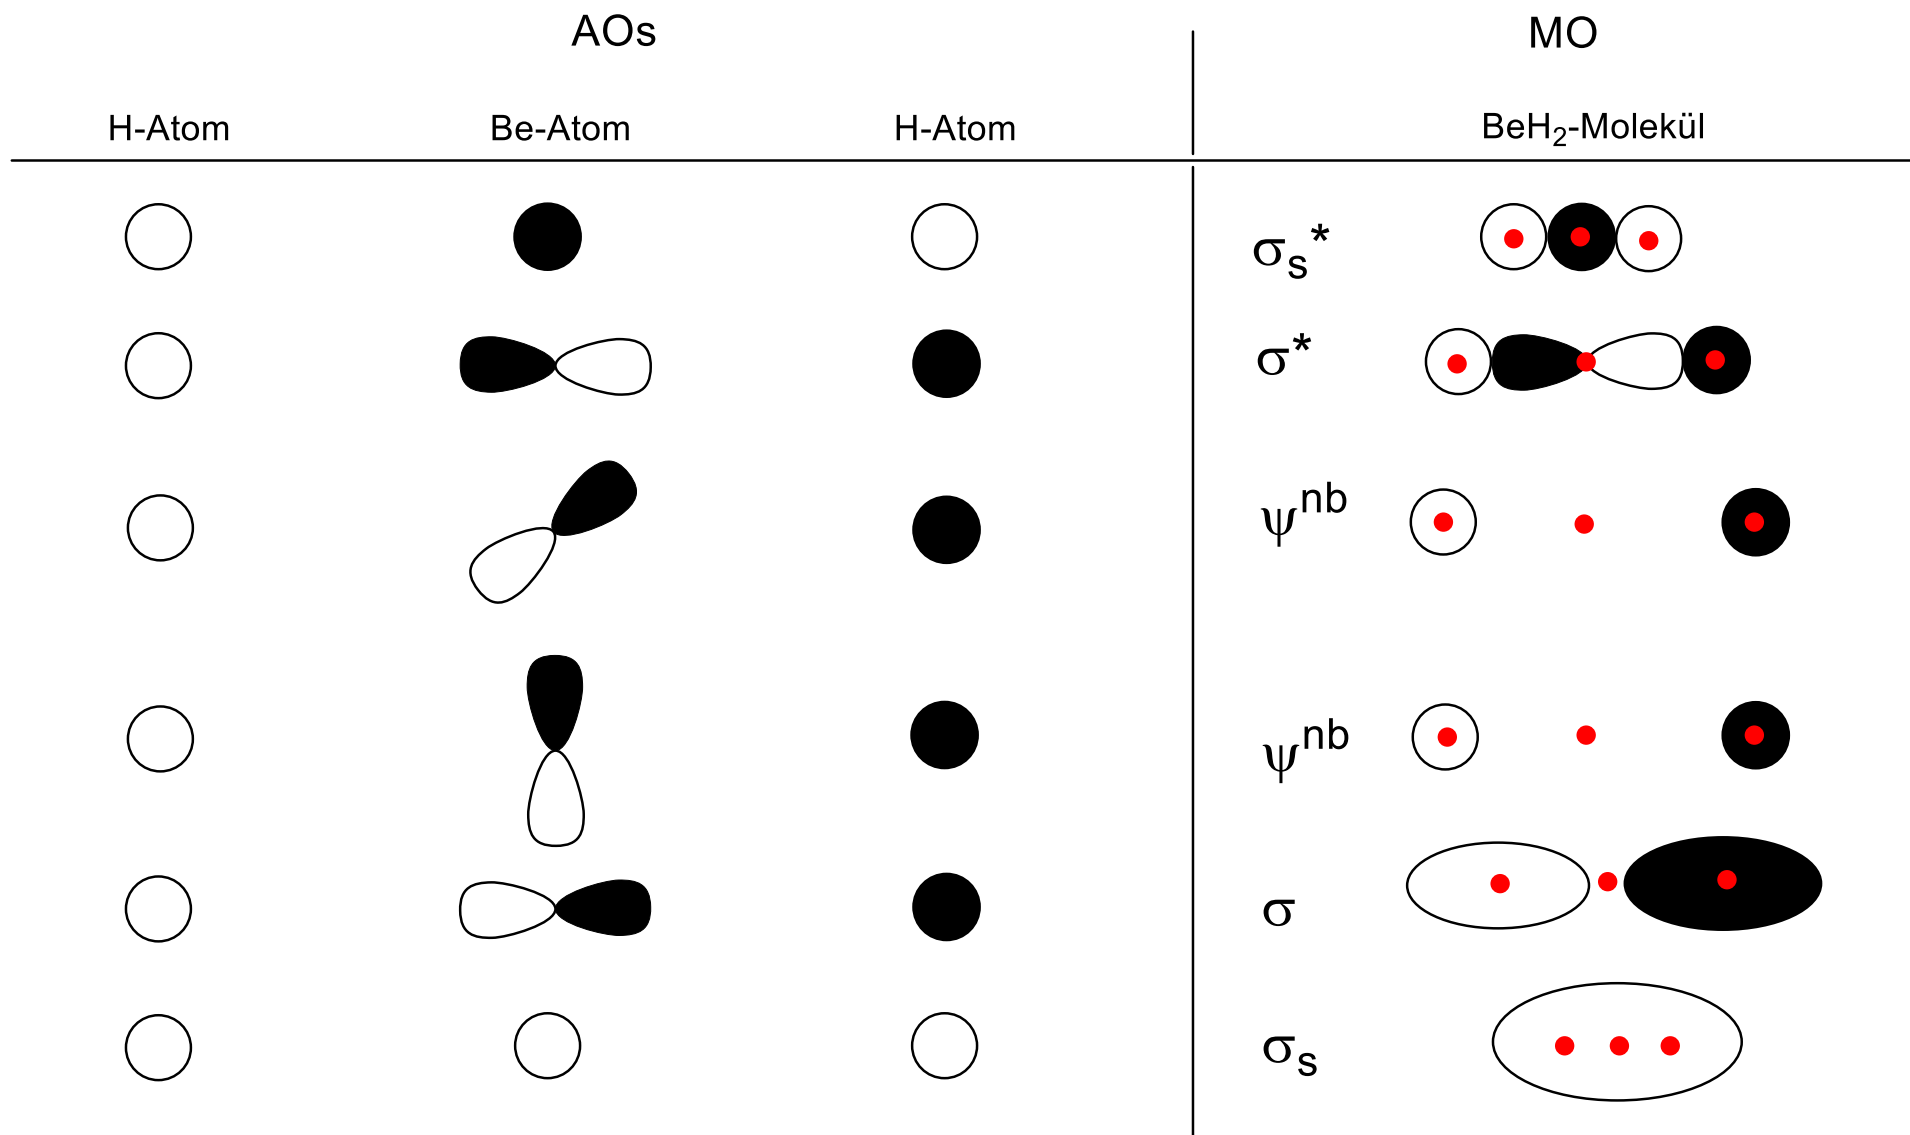 AOs MO
H-Atom Be-Atom H-Atom BeH₂-Molekül
σₛ*
σ*
ψⁿᵇ
ψⁿᵇ
σ
σₛ